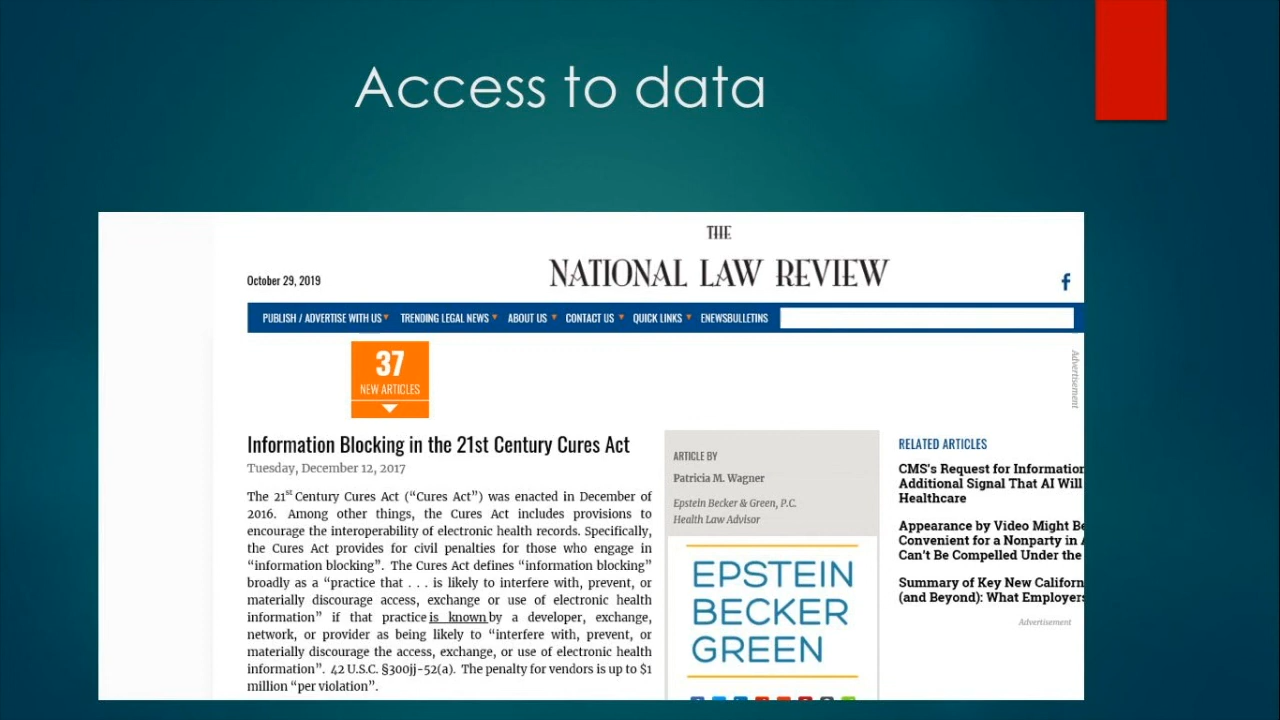 Access to data
THE
NATIONAL LAW REVIEW
October 29, 2019
PUBLISH / ADVERTISE WITH US TRENDING LEGAL NEWS ABOUT US CONTACT US QUICK LINKS ENEWSBULLETINS
Advertisement
37
NEW ARTICLES
Information Blocking in the 21st Century Cures Act
Tuesday, December 12, 2017
The 21st Century Cures Act (“Cures Act”) was enacted in December of
2016. Among other things, the Cures Act includes provisions to
encourage the interoperability of electronic health records. Specifically,
the Cures Act provides for civil penalties for those who engage in
“information blocking”. The Cures Act defines “information blocking”
broadly as a “practice that . . . is likely to interfere with, prevent, or
materially discourage access, exchange or use of electronic health
information” if that practice is known by a developer, exchange,
network, or provider as being likely to “interfere with, prevent, or
materially discourage the access, exchange, or use of electronic health
information”. 42 U.S.C. §300jj-52(a). The penalty for vendors is up to $1
million “per violation”.
ARTICLE BY
Patricia M. Wagner
Epstein Becker & Green, P.C.
Health Law Advisor
EPSTEIN
BECKER
GREEN
RELATED ARTICLES
CMS's Request for Information
Additional Signal That AI Will
Healthcare
Appearance by Video Might Be
Convenient for a Nonparty in
Can't Be Compelled Under the
Summary of Key New Californ
(and Beyond): What Employers
Advertisement